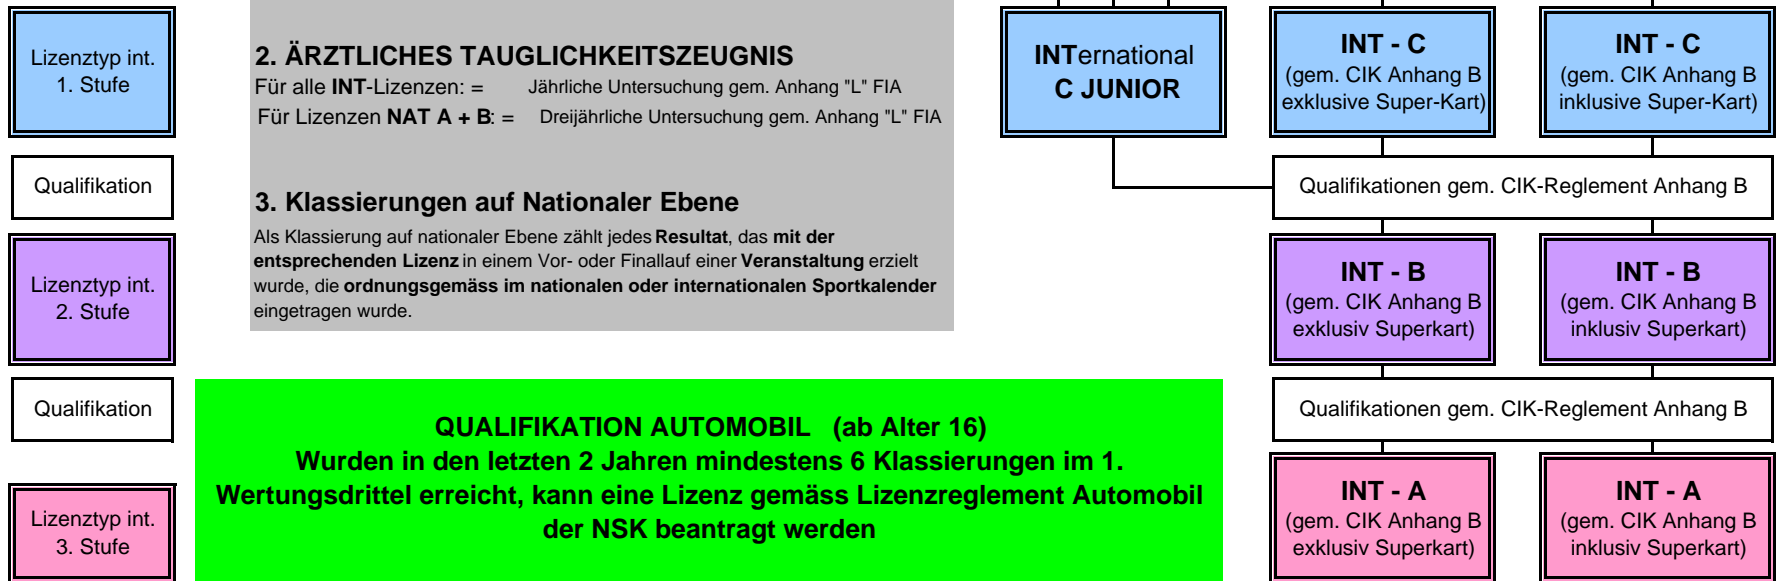 Lizenztyp int.
1. Stufe
Qualifikation
Lizenztyp int.
2. Stufe
Qualifikation
Lizenztyp int.
3. Stufe
2. ÄRZTLICHES TAUGLICHKEITSZEUGNIS
Für alle INT-Lizenzen: = Jährliche Untersuchung gem. Anhang "L" FIA
Für Lizenzen NAT A + B: = Dreijährliche Untersuchung gem. Anhang "L" FIA
3. Klassierungen auf Nationaler Ebene
Als Klassierung auf nationaler Ebene zählt jedes Resultat, das mit der
entsprechenden Lizenz in einem Vor- oder Finallauf einer Veranstaltung erzielt
wurde, die ordnungsgemäss im nationalen oder internationalen Sportkalender
eingetragen wurde.
QUALIFIKATION AUTOMOBIL (ab Alter 16)
Wurden in den letzten 2 Jahren mindestens 6 Klassierungen im 1.
Wertungsdrittel erreicht, kann eine Lizenz gemäss Lizenzreglement Automobil
der NSK beantragt werden
INTernational
C JUNIOR
INT - C
(gem. CIK Anhang B
exklusive Super-Kart)
INT - C
(gem. CIK Anhang B
inklusive Super-Kart)
Qualifikationen gem. CIK-Reglement Anhang B
INT - B
(gem. CIK Anhang B
exklusiv Superkart)
INT - B
(gem. CIK Anhang B
inklusiv Superkart)
Qualifikationen gem. CIK-Reglement Anhang B
INT - A
(gem. CIK Anhang B
exklusiv Superkart)
INT - A
(gem. CIK Anhang B
inklusiv Superkart)